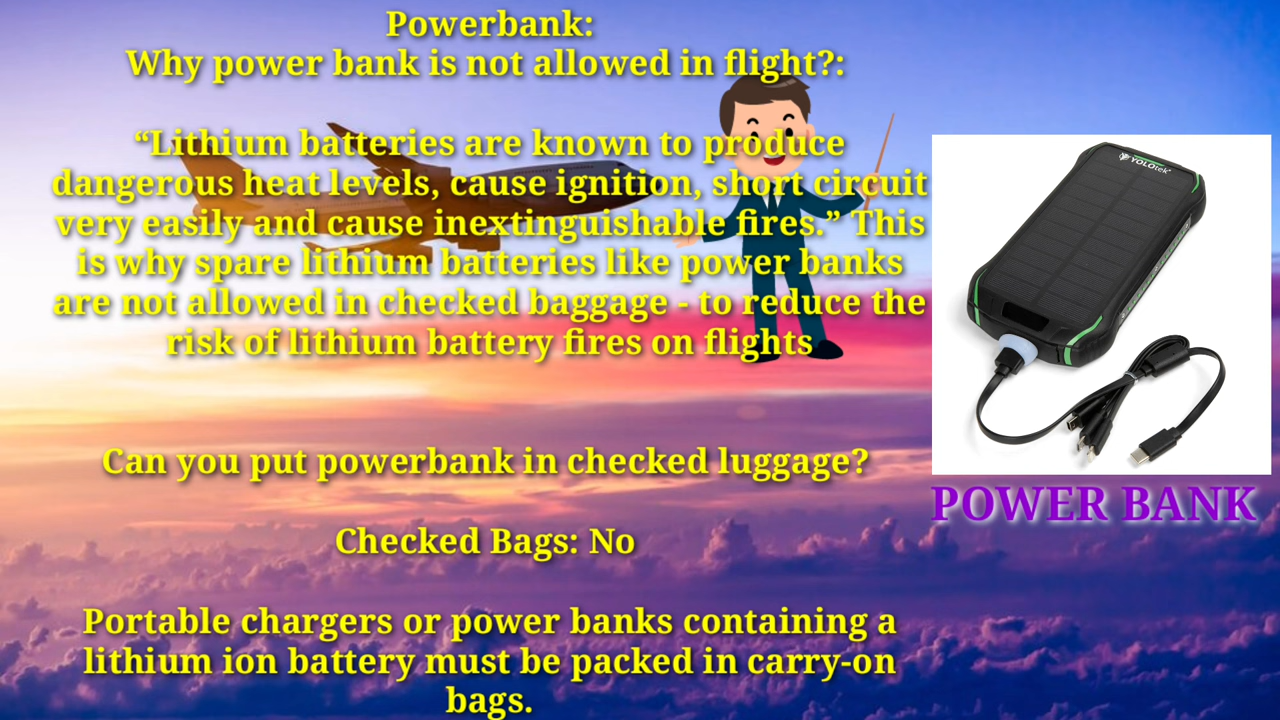 Powerbank:
Why power bank is not allowed in flight?:
“Lithium batteries are known to produce
dangerous heat levels, cause ignition, short circuit
very easily and cause inextinguishable fires.” This
is why spare lithium batteries like power banks
are not allowed in checked baggage - to reduce the
risk of lithium battery fires on flights
Can you put powerbank in checked luggage?
Checked Bags: No
Portable chargers or power banks containing a
lithium ion battery must be packed in carry-on
bags.
YOLOtek
POWER BANK